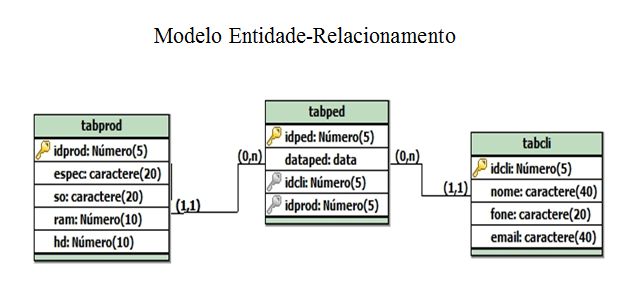 Modelo Entidade-Relacionamento
tabprod
idprod: Número(5)
espec: caractere(20)
so: caractere(20)
ram: Número(10)
hd: Número(10)
(1,1)
(0,n)
tabped
idped: Número(5)
dataped: data
idcli: Número(5)
idprod: Número(5)
(0,n)
(1,1)
tabcli
idcli: Número(5)
nome: caractere(40)
fone: caractere(20)
email: caractere(40)